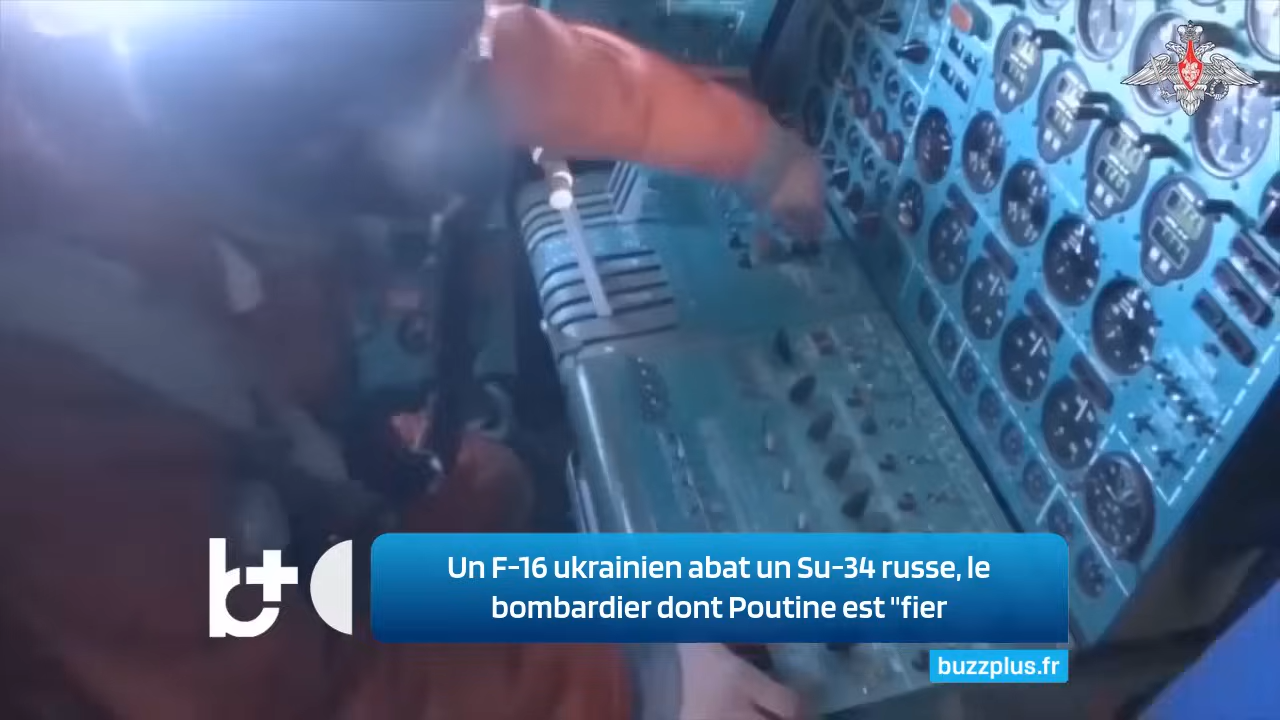 b+
Un F-16 ukrainien abat un Su-34 russe, le
bombardier dont Poutine est "fier
buzzplus.fr